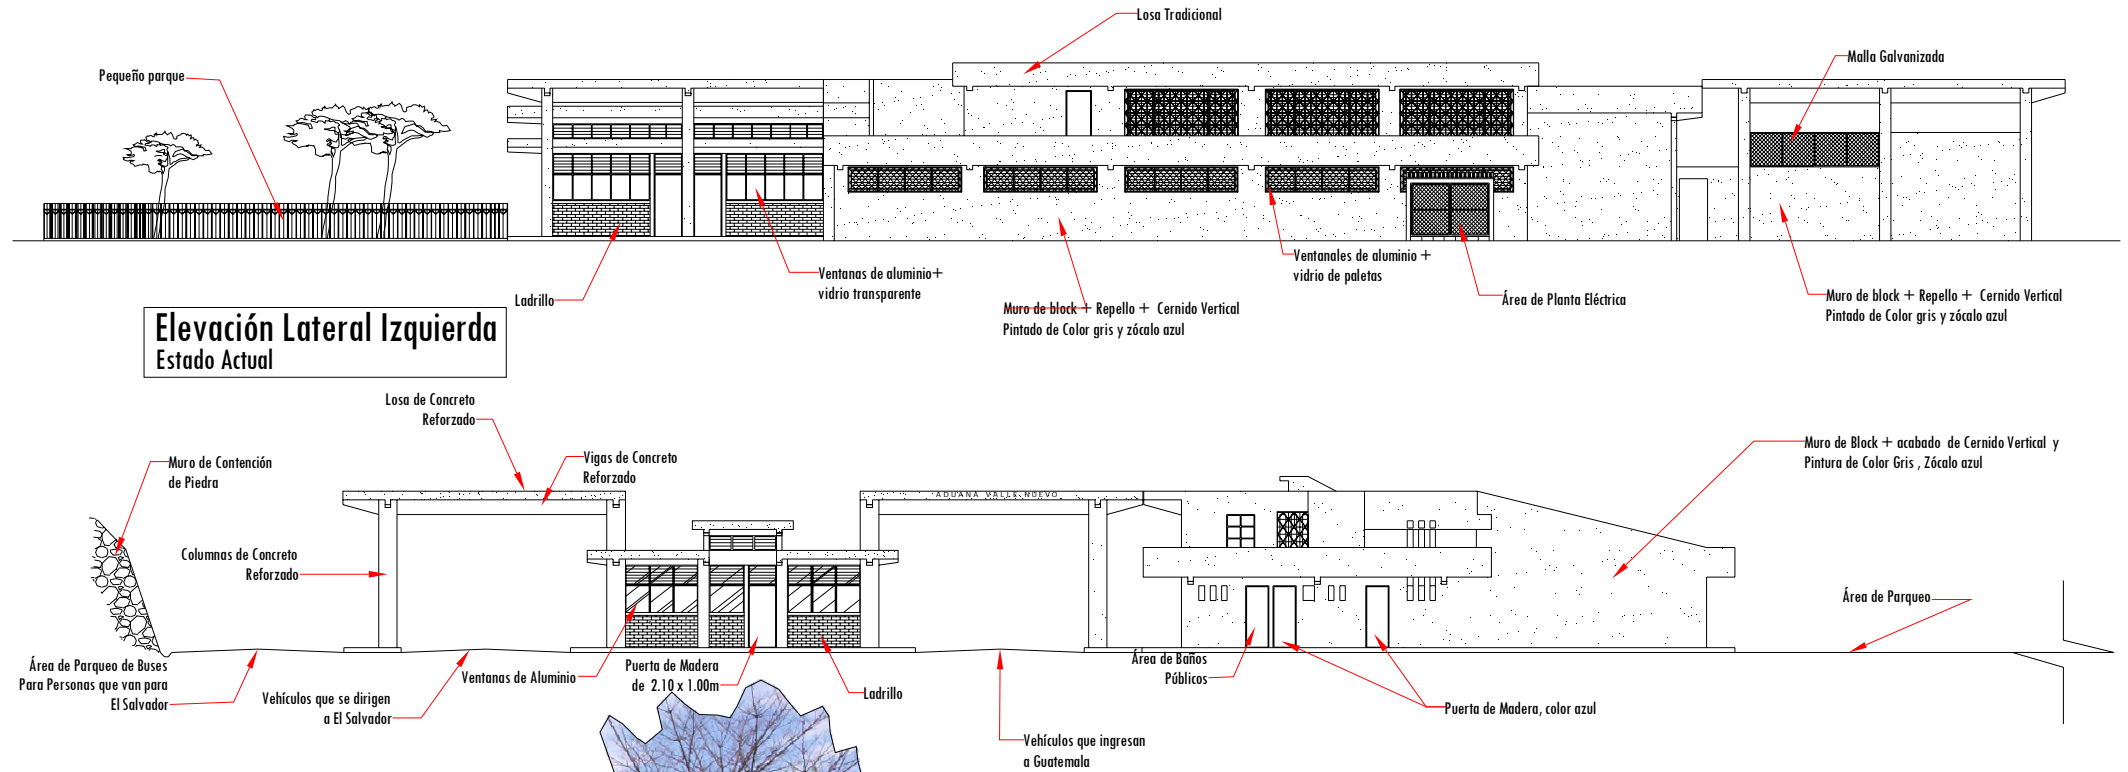 Losa Tradicional
Pequeño parque
Malla Galvanizada
Ladrillo
Ventanas de aluminio+
vidrio transparente
Muro de block + Repello + Cernido Vertical
Pintado de Color gris y zócalo azul
Ventanales de aluminio +
vidrio de paletas
Área de Planta Eléctrica
Muro de block + Repello + Cernido Vertical
Pintado de Color gris y zócalo azul
Elevación Lateral Izquierda
Estado Actual
Losa de Concreto
Reforzado
Muro de Contención
de Piedra
Vigas de Concreto
Reforzado
Muro de Block + acabado de Cernido Vertical y
Pintura de Color Gris , Zócalo azul
ADUANA VALLE NUEVO
Columnas de Concreto
Reforzado
Área de Parqueo
Área de Parqueo de Buses
Para Personas que van para
El Salvador
Vehículos que se dirigen
a El Salvador
Ventanas de Aluminio
Puerta de Madera
de 2.10 x 1.00m
Ladrillo
Área de Baños
Públicos
Puerta de Madera, color azul
Vehículos que ingresan
a Guatemala